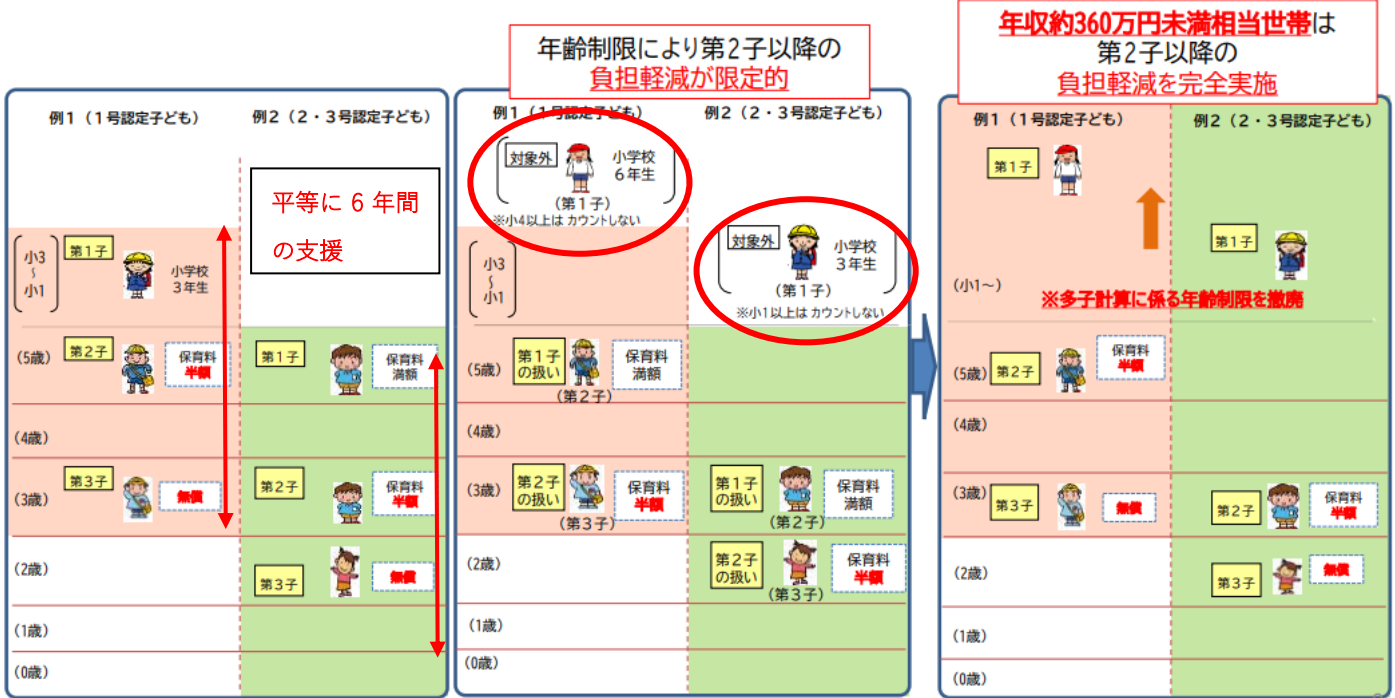 年齢制限により第2子以降の
負担軽減が限定的
年収約360万円未満相当世帯は
第2子以降の
負担軽減を完全実施
例1（1号認定子ども）
例2（2・3号認定子ども）
平等に 6 年間
の支援
小3
～
小1
第1子
小学校
3年生
(5歳)
第2子
保育料
半額
第1子
保育料
満額
(4歳)
(3歳)
第3子
無償
第2子
保育料
半額
(2歳)
第3子
無償
(1歳)
(0歳)
例1（1号認定子ども）
例2（2・3号認定子ども）
対象外
小学校
6年生
(第1子)
※小4以上は カウントしない
対象外
小学校
3年生
(第1子)
※小1以上は カウントしない
小3
～
小1
(5歳)
第1子
の扱い
保育料
満額
(第2子)
(4歳)
(3歳)
第2子
の扱い
保育料
半額
(第3子)
第1子
の扱い
保育料
満額
(第2子)
(2歳)
第2子
の扱い
保育料
半額
(第3子)
(1歳)
(0歳)
例1（1号認定子ども）
例2（2・3号認定子ども）
第1子
第1子
(小1～)
※多子計算に係る年齢制限を撤廃
(5歳)
第2子
保育料
半額
(4歳)
(3歳)
第3子
無償
第2子
保育料
半額
(2歳)
第3子
無償
(1歳)
(0歳)